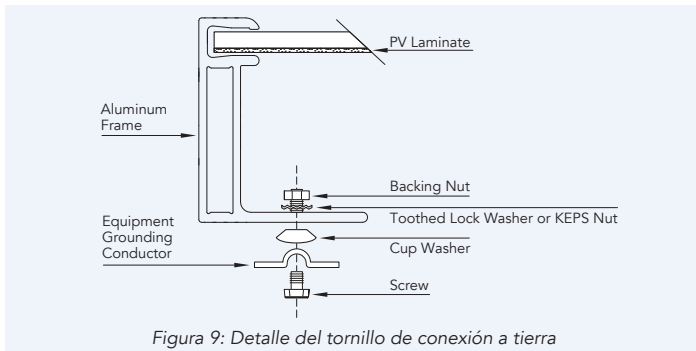 PV Laminate
Aluminum
Frame
Backing Nut
Toothed Lock Washer or KEPS Nut
Equipment
Grounding
Conductor
Cup Washer
Screw
Figura 9: Detalle del tornillo de conexión a tierra